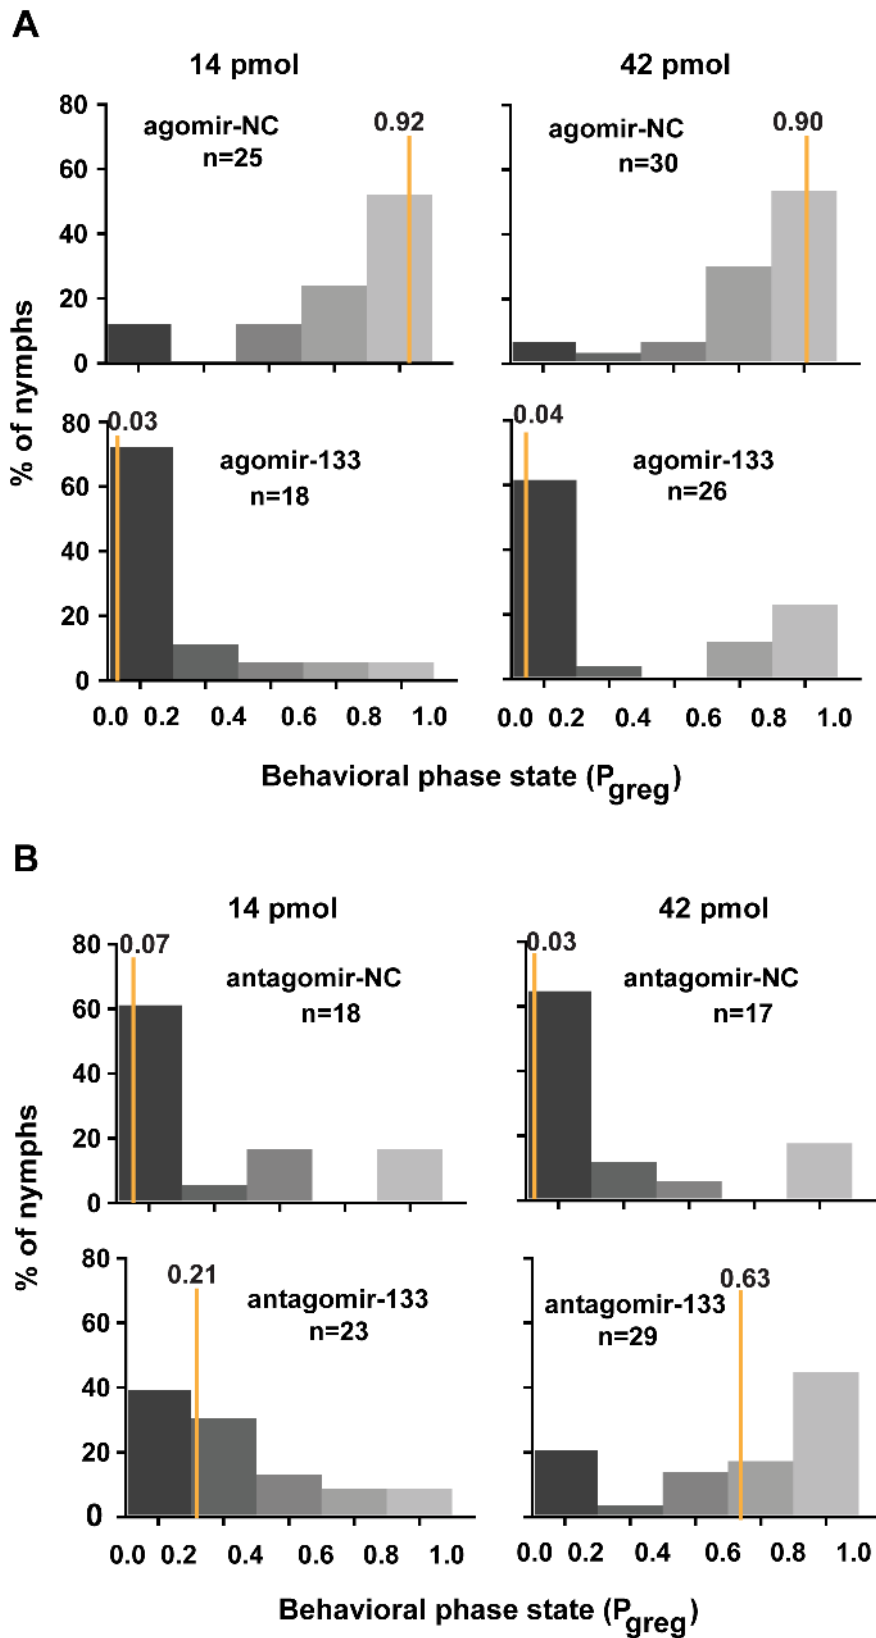 A
14 pmol
42 pmol
80
60
40
20
0
agomir-NC
n=25
0.92
agomir-NC
n=30
0.90
% of nymphs
80
60
40
20
0
0.03
agomir-133
n=18
0.04
agomir-133
n=26
0.0 0.2 0.4 0.6 0.8 1.0
0.0 0.2 0.4 0.6 0.8 1.0
Behavioral phase state (Pgreg)
B
14 pmol
42 pmol
80
60
40
20
0
0.07
antagomir-NC
n=18
0.03
antagomir-NC
n=17
% of nymphs
80
60
40
20
0
0.21
antagomir-133
n=23
0.63
antagomir-133
n=29
0.0 0.2 0.4 0.6 0.8 1.0
0.0 0.2 0.4 0.6 0.8 1.0
Behavioral phase state (Pgreg)